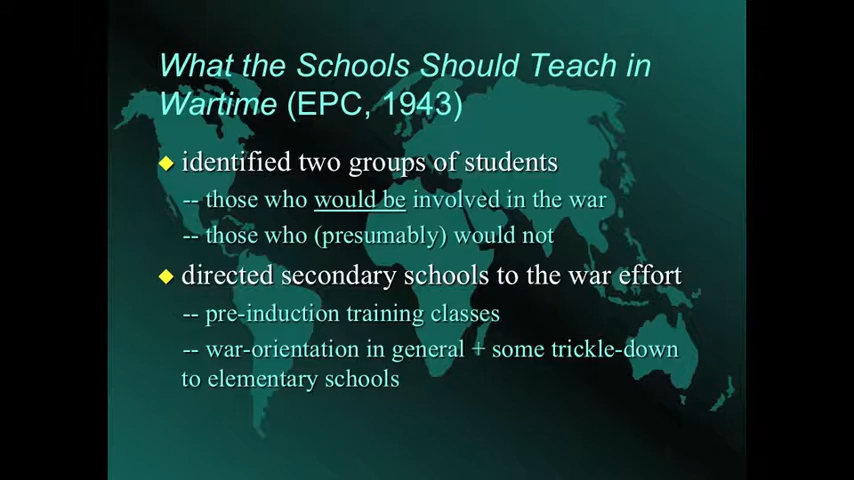 What the Schools Should Teach in
Wartime (EPC, 1943)
identified two groups of students
-- those who would be involved in the war
-- those who (presumably) would not
directed secondary schools to the war effort
-- pre-induction training classes
-- war-orientation in general + some trickle-down
to elementary schools